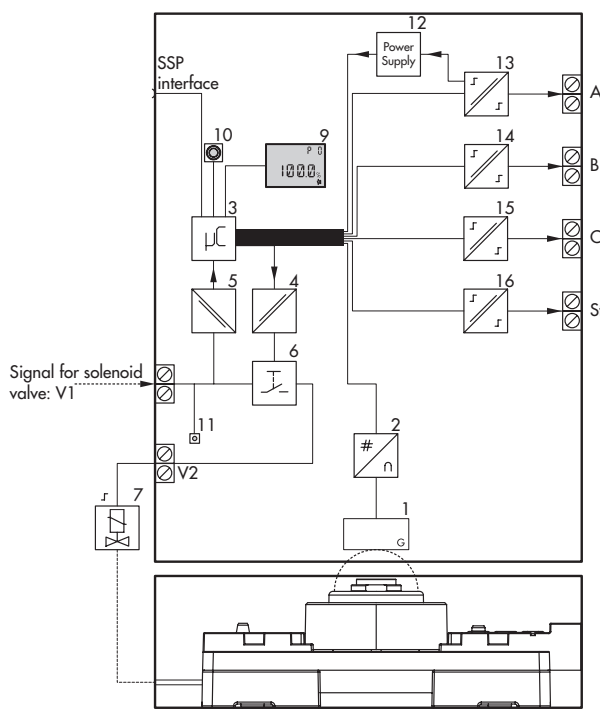 12
Power
Supply
13
SSP
interface
A
10
9
P 0
100.0%
14
B
3
µC
15
C
5
4
16
S
6
Signal for solenoid
valve: V1
11
2
#
∩
V2
7
1
G